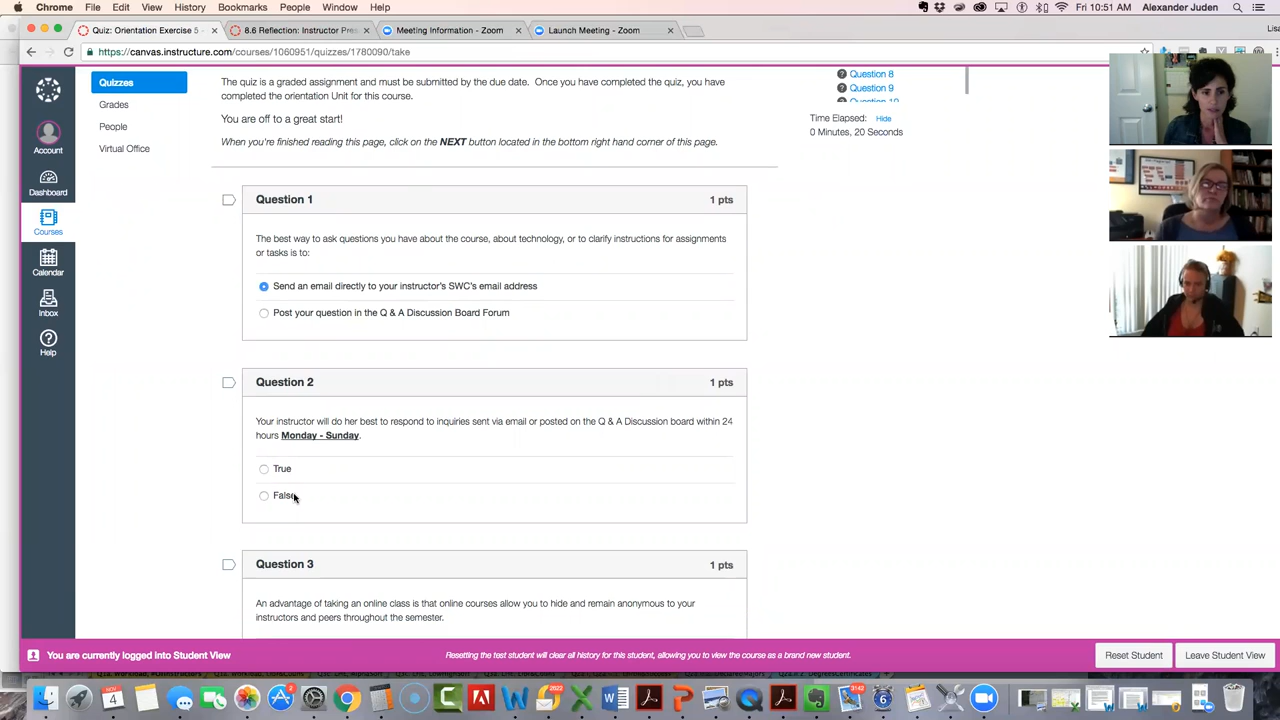 Chrome File Edit View History Bookmarks People Window Help
Fri 10:51 AM Alexander Juden
Quiz: Orientation Exercise 5 -
8.6 Reflection: Instructor Pres
Meeting Information - Zoom
Launch Meeting - Zoom
Lisa
https://canvas.instructure.com/courses/1060951/quizzes/1780090/take
Account
Dashboard
Courses
Calendar
Inbox
Help
Quizzes
Grades
People
Virtual Office
The quiz is a graded assignment and must be submitted by the due date. Once you have completed the quiz, you have
completed the orientation Unit for this course.
You are off to a great start!
When you're finished reading this page, click on the NEXT button located in the bottom right hand corner of this page.
Question 8
Question 9
Question 10
Time Elapsed: Hide
0 Minutes, 20 Seconds
Question 1 1 pts
The best way to ask questions you have about the course, about technology, or to clarify instructions for assignments
or tasks is to:
Send an email directly to your instructor's SWC's email address
Post your question in the Q & A Discussion Board Forum
Question 2 1 pts
Your instructor will do her best to respond to inquiries sent via email or posted on the Q & A Discussion board within 24
hours Monday - Sunday.
True
False
Question 3 1 pts
An advantage of taking an online class is that online courses allow you to hide and remain anonymous to your
instructors and peers throughout the semester.
You are currently logged into Student View
Resetting the test student will clear all history for this student, allowing you to view the course as a brand new student.
Reset Student
Leave Student View
NOV
4
2622
3142
6